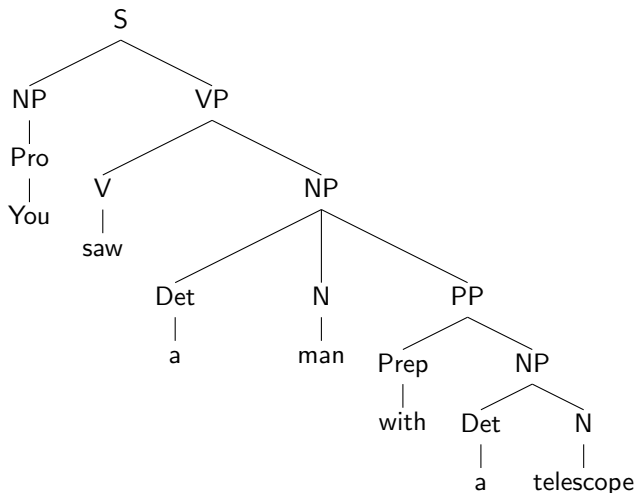 S
NP VP
Pro
V NP
You
saw
Det N PP
a man
Prep NP
with
Det N
a telescope